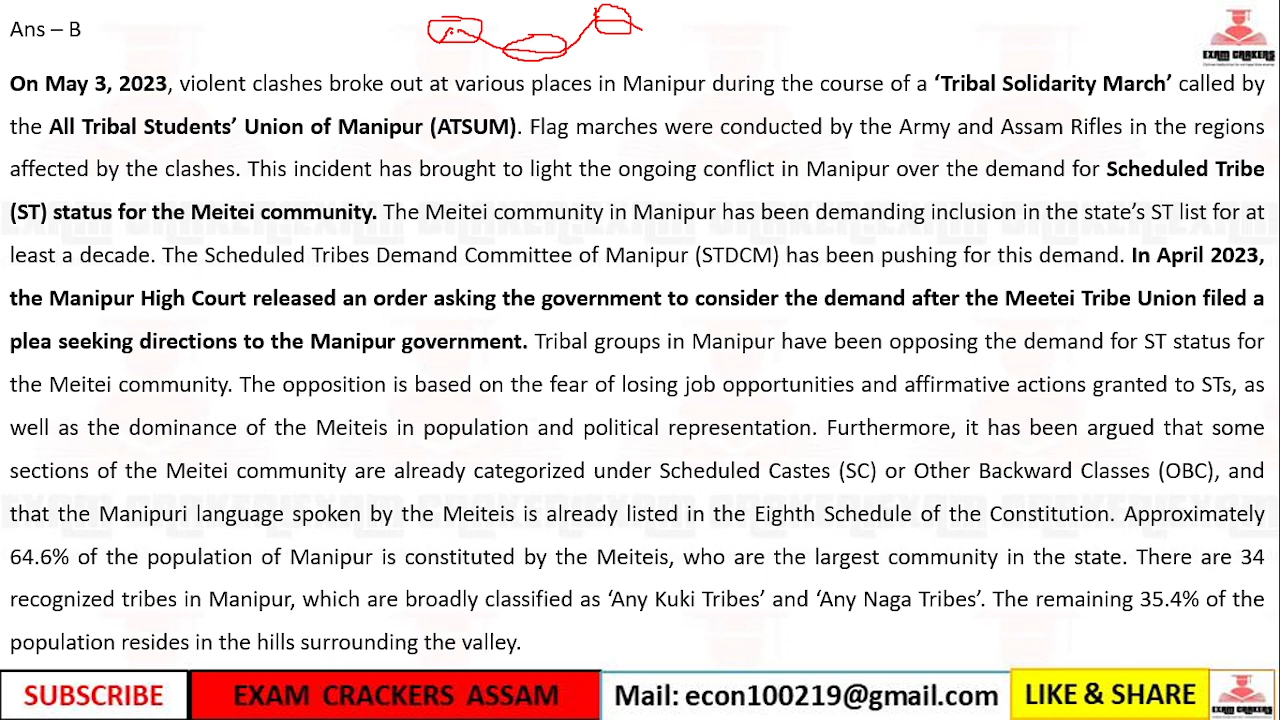 Ans – B
EXAM CRAKERS
On May 3, 2023, violent clashes broke out at various places in Manipur during the course of a ‘Tribal Solidarity March’ called by
the All Tribal Students’ Union of Manipur (ATSUM). Flag marches were conducted by the Army and Assam Rifles in the regions
affected by the clashes. This incident has brought to light the ongoing conflict in Manipur over the demand for Scheduled Tribe
(ST) status for the Meitei community. The Meitei community in Manipur has been demanding inclusion in the state’s ST list for at
least a decade. The Scheduled Tribes Demand Committee of Manipur (STDCM) has been pushing for this demand. In April 2023,
the Manipur High Court released an order asking the government to consider the demand after the Meetei Tribe Union filed a
plea seeking directions to the Manipur government. Tribal groups in Manipur have been opposing the demand for ST status for
the Meitei community. The opposition is based on the fear of losing job opportunities and affirmative actions granted to STs, as
well as the dominance of the Meiteis in population and political representation. Furthermore, it has been argued that some
sections of the Meitei community are already categorized under Scheduled Castes (SC) or Other Backward Classes (OBC), and
that the Manipuri language spoken by the Meiteis is already listed in the Eighth Schedule of the Constitution. Approximately
64.6% of the population of Manipur is constituted by the Meiteis, who are the largest community in the state. There are 34
recognized tribes in Manipur, which are broadly classified as ‘Any Kuki Tribes’ and ‘Any Naga Tribes’. The remaining 35.4% of the
population resides in the hills surrounding the valley.
SUBSCRIBE EXAM CRACKERS ASSAM Mail: econ100219@gmail.com LIKE & SHARE
EXAM CRAKERS